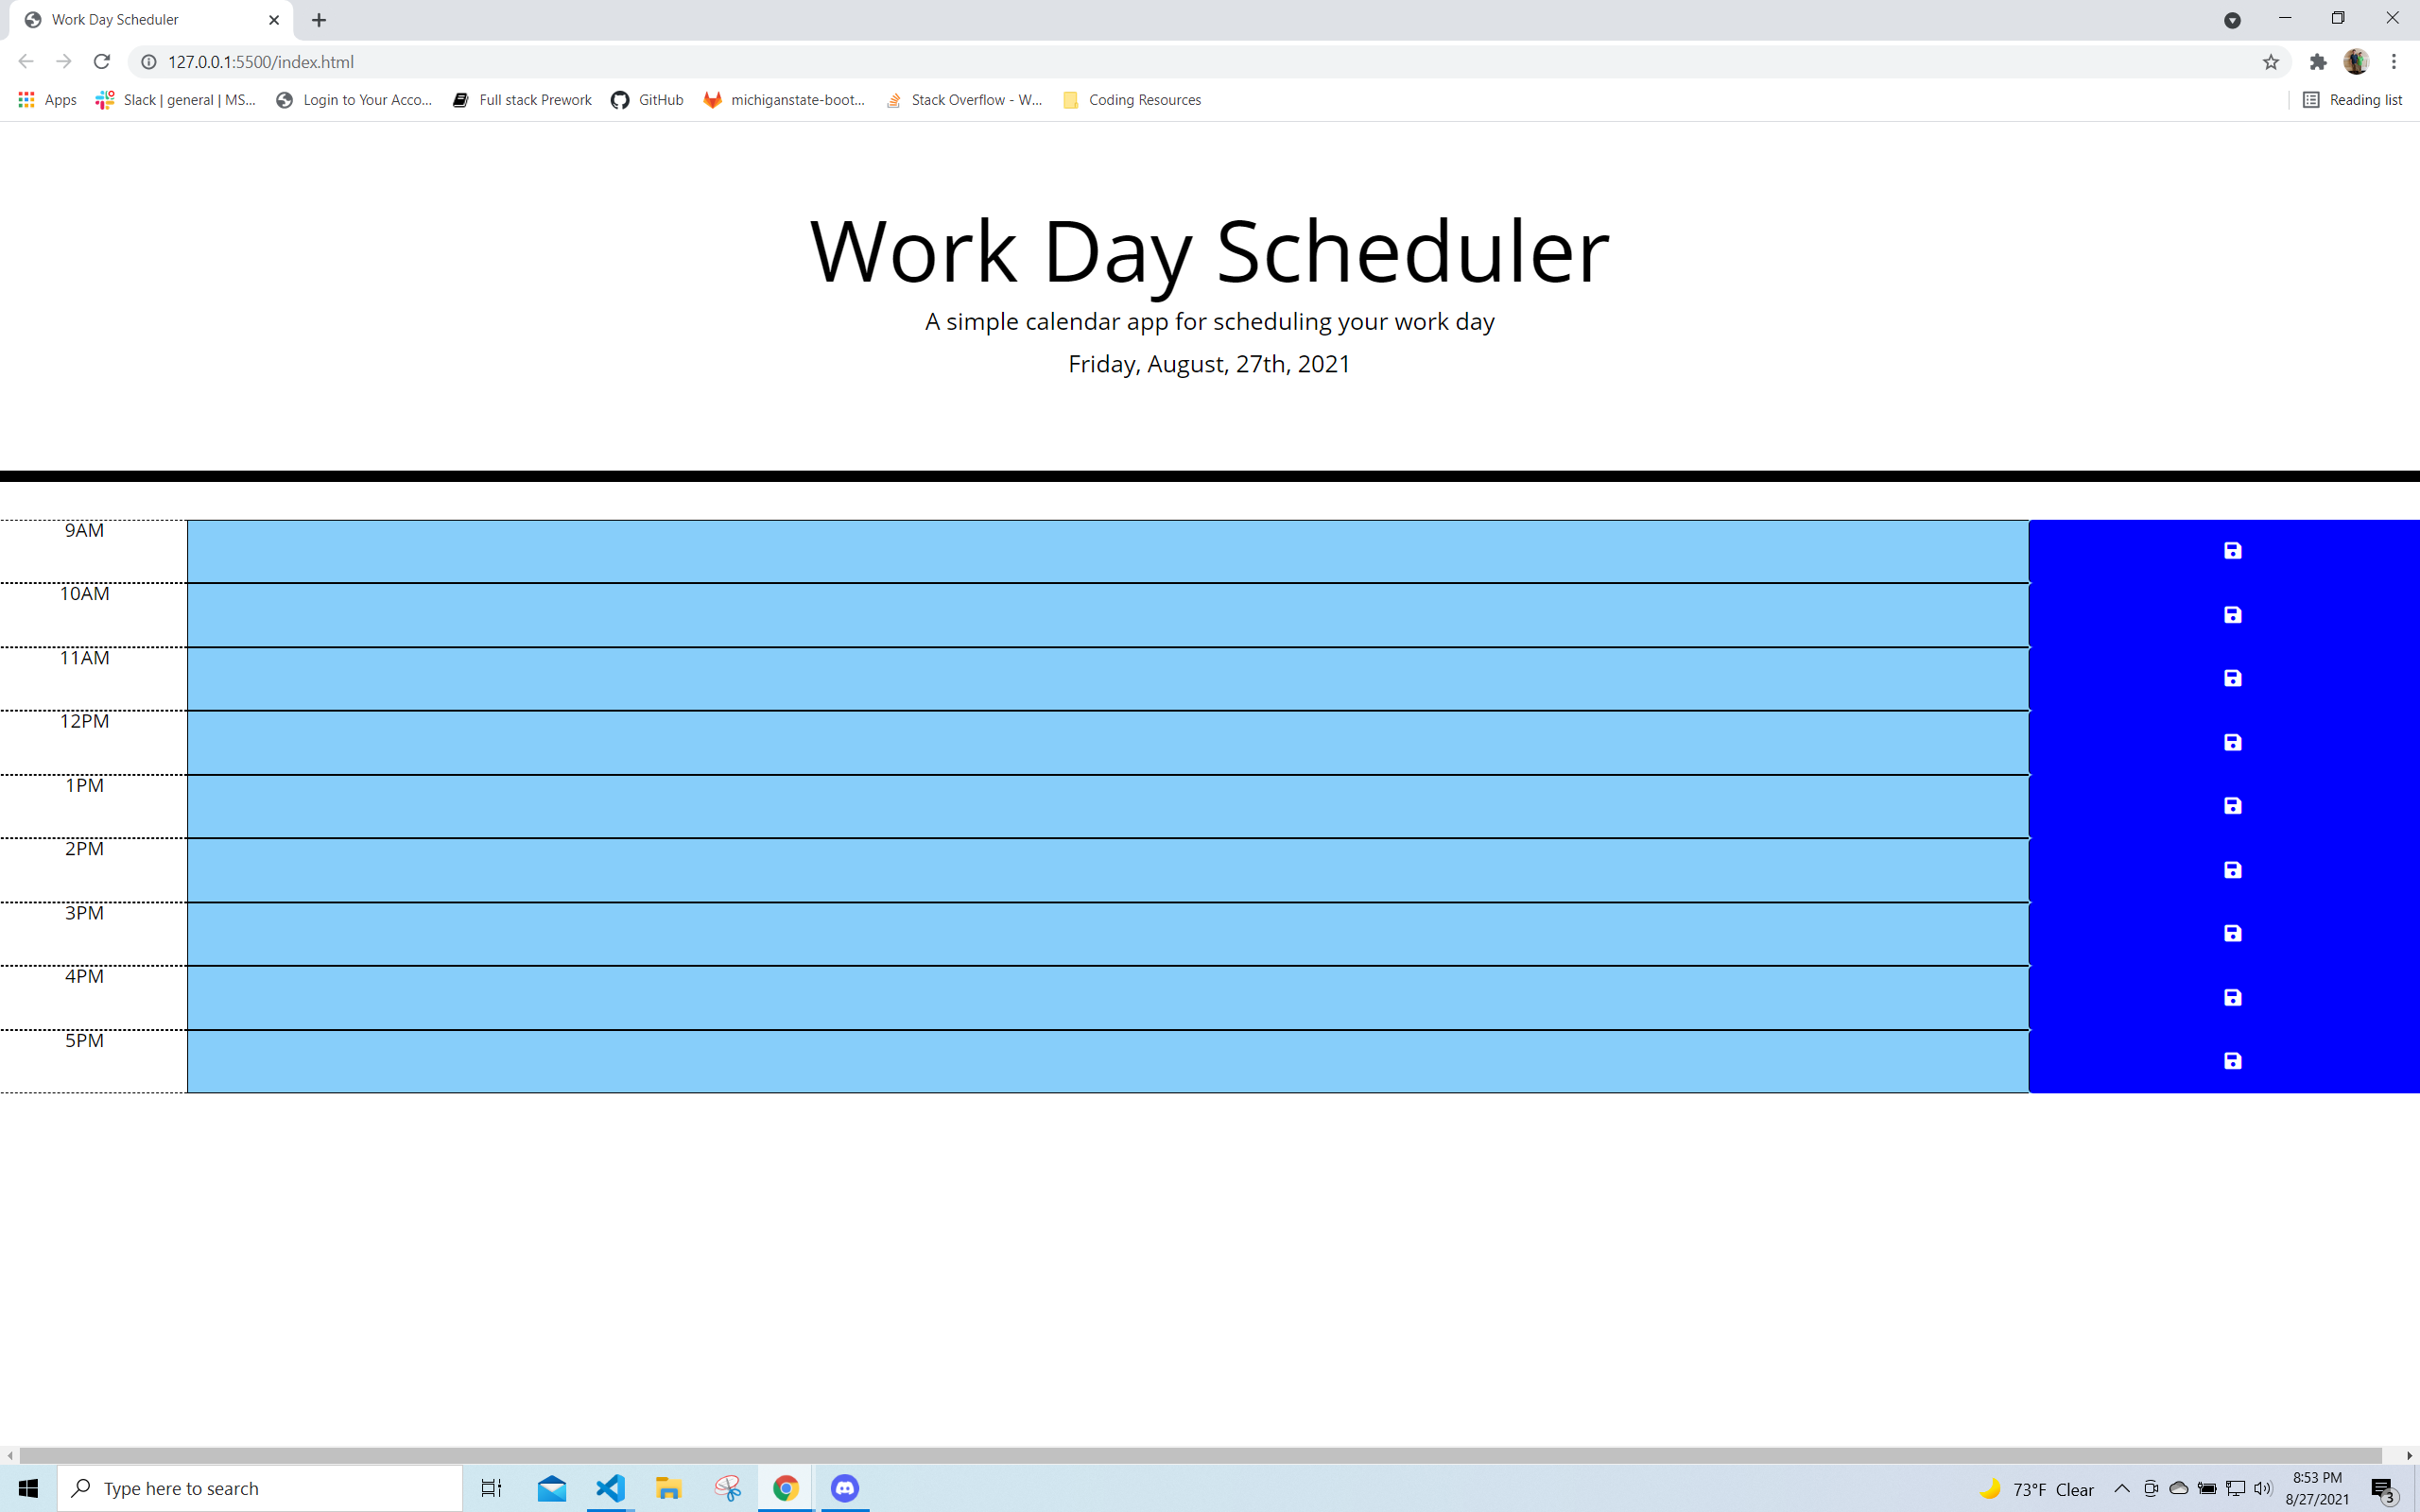 Work Day Scheduler
127.0.0.1:5500/index.html
Apps Slack | general | MS... Login to Your Acco... Full stack Prework GitHub michiganstate-boot... Stack Overflow - W... Coding Resources Reading list
Work Day Scheduler
A simple calendar app for scheduling your work day
Friday, August, 27th, 2021
9AM
10AM
11AM
12PM
1PM
2PM
3PM
4PM
5PM
Type here to search
73°F Clear
8:53 PM
8/27/2021
3